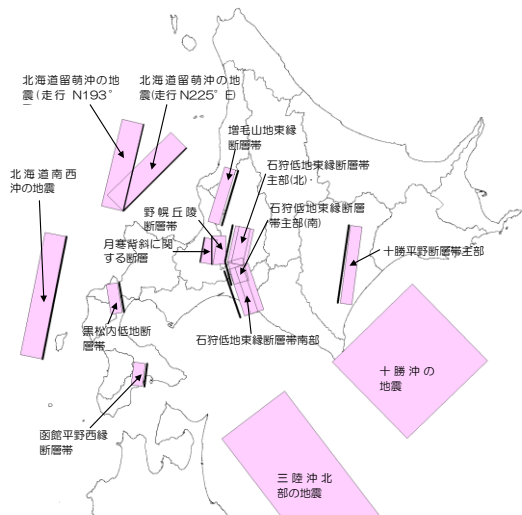 北海道留萌沖の地
震(走行 N193°
北海道留萌沖の地
震(走行 N225° E)
増毛山地東縁
断層帯
石狩低地東縁断層帯
主部(北)・
北海道南西
沖の地震
野幌丘陵
断層帯
石狩低地東縁断層
帯主部(南)
月寒背斜に関
する断層
十勝平野断層帯主部
黒松内低地断
層帯
石狩低地東縁断層帯南部
十勝沖の
地震
函館平野西縁
断層帯
三陸沖北
部の地震